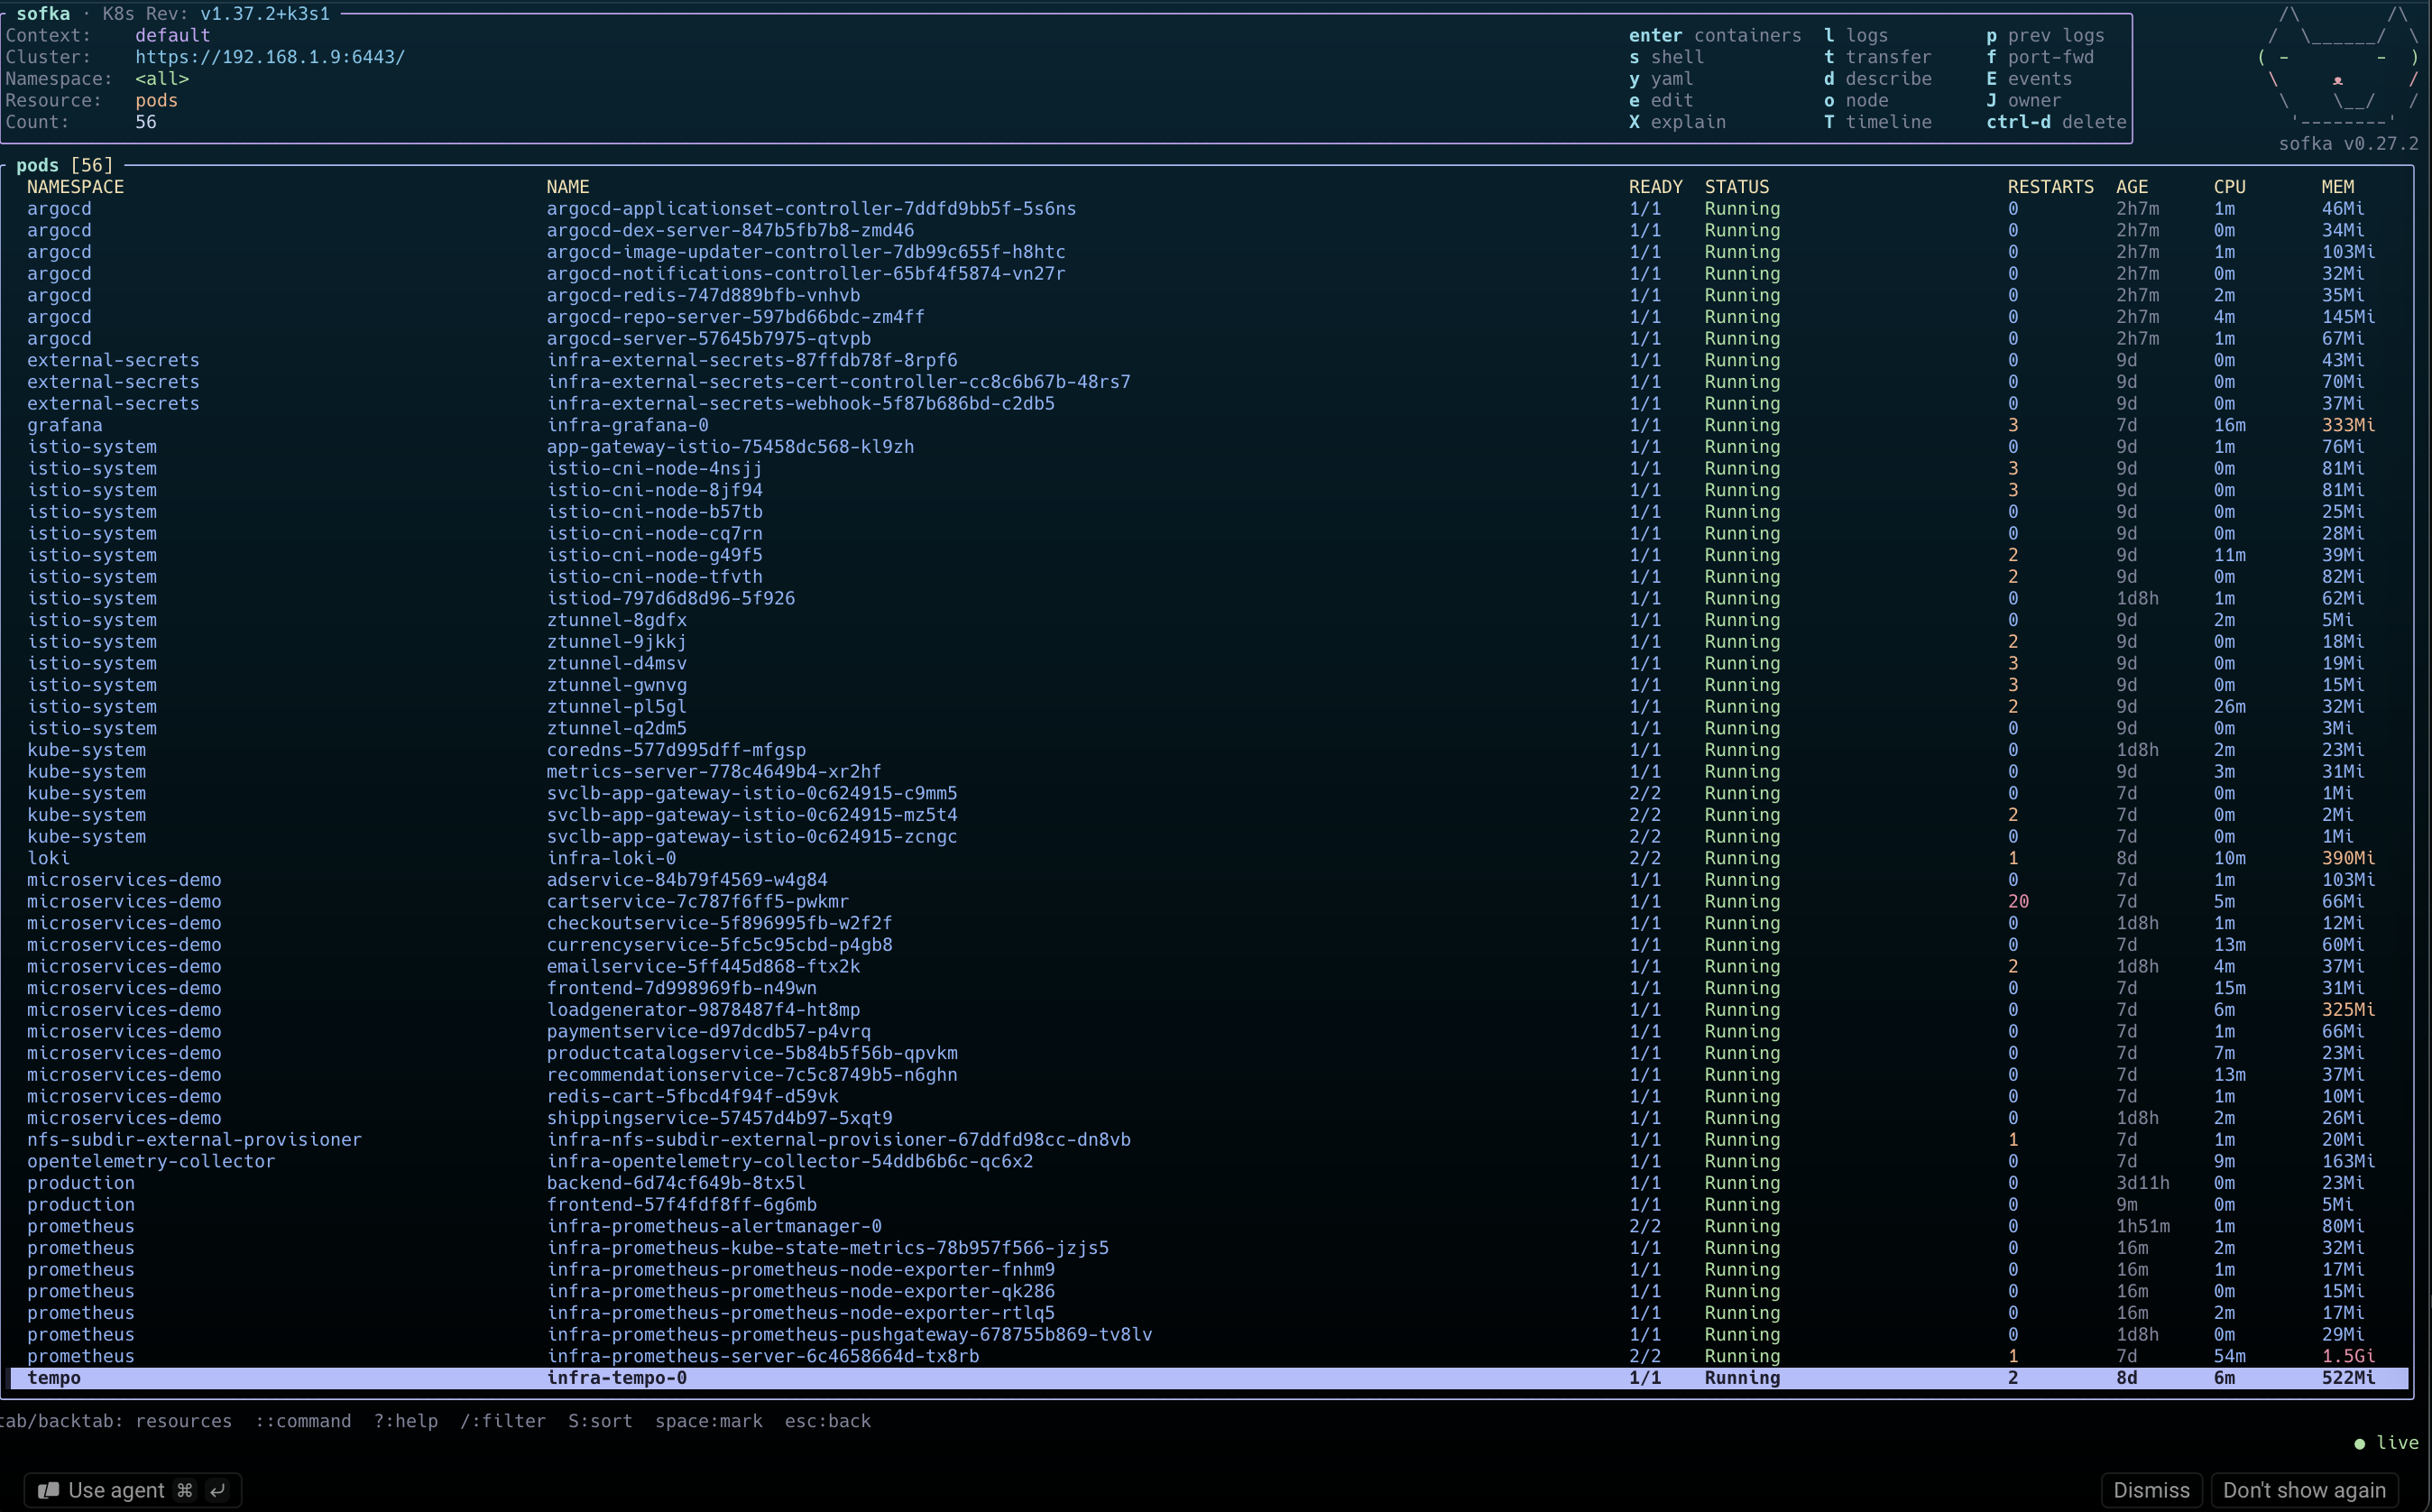 sofka · K8s Rev: v1.37.2+k3s1
Context: default
Cluster: https://192.168.1.9:6443/
Namespace: <all>
Resource: pods
Count: 56
enter containers l logs p prev logs
s shell t transfer f port-fwd
y yaml d describe E events
e edit o node J owner
X explain T timeline ctrl-d delete
sofka v0.27.2
pods [56]
NAMESPACE NAME READY STATUS RESTARTS AGE CPU MEM
argocd argocd-applicationset-controller-7ddfd9bb5f-5s6ns 1/1 Running 0 2h7m 1m 46Mi
argocd argocd-dex-server-847b5fb7b8-zmd46 1/1 Running 0 2h7m 0m 34Mi
argocd argocd-image-updater-controller-7db99c655f-h8htc 1/1 Running 0 2h7m 1m 103Mi
argocd argocd-notifications-controller-65bf4f5874-vn27r 1/1 Running 0 2h7m 0m 32Mi
argocd argocd-redis-747d889bfb-vnhvb 1/1 Running 0 2h7m 2m 35Mi
argocd argocd-repo-server-597bd66bdc-zm4ff 1/1 Running 0 2h7m 4m 145Mi
argocd argocd-server-57645b7975-qtvpb 1/1 Running 0 2h7m 1m 67Mi
external-secrets infra-external-secrets-87ffdb78f-8rpf6 1/1 Running 0 9d 0m 43Mi
external-secrets infra-external-secrets-cert-controller-cc8c6b67b-48rs7 1/1 Running 0 9d 0m 70Mi
external-secrets infra-external-secrets-webhook-5f87b686bd-c2db5 1/1 Running 0 9d 0m 37Mi
grafana infra-grafana-0 1/1 Running 3 7d 16m 333Mi
istio-system app-gateway-istio-75458dc568-kl9zh 1/1 Running 0 9d 1m 76Mi
istio-system istio-cni-node-4nsjj 1/1 Running 3 9d 0m 81Mi
istio-system istio-cni-node-8jf94 1/1 Running 3 9d 0m 81Mi
istio-system istio-cni-node-b57tb 1/1 Running 0 9d 0m 25Mi
istio-system istio-cni-node-cq7rn 1/1 Running 0 9d 0m 28Mi
istio-system istio-cni-node-g49f5 1/1 Running 2 9d 11m 39Mi
istio-system istio-cni-node-tfvth 1/1 Running 2 9d 0m 82Mi
istio-system istiod-797d6d8d96-5f926 1/1 Running 0 1d8h 1m 62Mi
istio-system ztunnel-8gdfx 1/1 Running 0 9d 2m 5Mi
istio-system ztunnel-9jkkj 1/1 Running 2 9d 0m 18Mi
istio-system ztunnel-d4msv 1/1 Running 3 9d 0m 19Mi
istio-system ztunnel-gwnvg 1/1 Running 3 9d 0m 15Mi
istio-system ztunnel-pl5gl 1/1 Running 2 9d 26m 32Mi
istio-system ztunnel-q2dm5 1/1 Running 0 9d 0m 3Mi
kube-system coredns-577d995dff-mfgsp 1/1 Running 0 1d8h 2m 23Mi
kube-system metrics-server-778c4649b4-xr2hf 1/1 Running 0 9d 3m 31Mi
kube-system svclb-app-gateway-istio-0c624915-c9mm5 2/2 Running 0 7d 0m 1Mi
kube-system svclb-app-gateway-istio-0c624915-mz5t4 2/2 Running 2 7d 0m 2Mi
kube-system svclb-app-gateway-istio-0c624915-zcngc 2/2 Running 0 7d 0m 1Mi
loki infra-loki-0 2/2 Running 1 8d 10m 390Mi
microservices-demo adservice-84b79f4569-w4g84 1/1 Running 0 7d 1m 103Mi
microservices-demo cartservice-7c787f6ff5-pwkmr 1/1 Running 20 7d 5m 66Mi
microservices-demo checkoutservice-5f896995fb-w2f2f 1/1 Running 0 1d8h 1m 12Mi
microservices-demo currencyservice-5fc5c95cbd-p4gb8 1/1 Running 0 7d 13m 60Mi
microservices-demo emailservice-5ff445d868-ftx2k 1/1 Running 2 1d8h 4m 37Mi
microservices-demo frontend-7d998969fb-n49wn 1/1 Running 0 7d 15m 31Mi
microservices-demo loadgenerator-9878487f4-ht8mp 1/1 Running 0 7d 6m 325Mi
microservices-demo paymentservice-d97dcdb57-p4vrq 1/1 Running 0 7d 1m 66Mi
microservices-demo productcatalogservice-5b84b5f56b-qpvkm 1/1 Running 0 7d 7m 23Mi
microservices-demo recommendationservice-7c5c8749b5-n6ghn 1/1 Running 0 7d 13m 37Mi
microservices-demo redis-cart-5fbcd4f94f-d59vk 1/1 Running 0 7d 1m 10Mi
microservices-demo shippingservice-57457d4b97-5xqt9 1/1 Running 0 1d8h 2m 26Mi
nfs-subdir-external-provisioner infra-nfs-subdir-external-provisioner-67ddfd98cc-dn8vb 1/1 Running 1 7d 1m 20Mi
opentelemetry-collector infra-opentelemetry-collector-54ddb6b6c-qc6x2 1/1 Running 0 7d 9m 163Mi
production backend-6d74cf649b-8tx5l 1/1 Running 0 3d11h 0m 23Mi
production frontend-57f4fdf8ff-6g6mb 1/1 Running 0 9m 0m 5Mi
prometheus infra-prometheus-alertmanager-0 2/2 Running 0 1h51m 1m 80Mi
prometheus infra-prometheus-kube-state-metrics-78b957f566-jzjs5 1/1 Running 0 16m 2m 32Mi
prometheus infra-prometheus-prometheus-node-exporter-fnhm9 1/1 Running 0 16m 1m 17Mi
prometheus infra-prometheus-prometheus-node-exporter-qk286 1/1 Running 0 16m 0m 15Mi
prometheus infra-prometheus-prometheus-node-exporter-rtlq5 1/1 Running 0 16m 2m 17Mi
prometheus infra-prometheus-prometheus-pushgateway-678755b869-tv8lv 1/1 Running 0 1d8h 0m 29Mi
prometheus infra-prometheus-server-6c4658664d-tx8rb 2/2 Running 1 7d 54m 1.5Gi
tempo infra-tempo-0 1/1 Running 2 8d 6m 522Mi
tab/backtab: resources ::command ?:help /:filter S:sort space:mark esc:back
● live
Use agent ⌘ ↵
Dismiss Don't show again